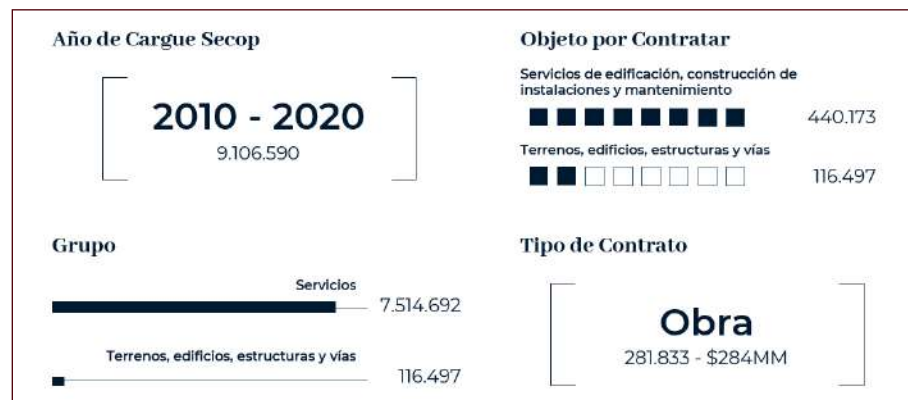 Año de Cargue Secop
2010 - 2020
9.106.590
Objeto por Contratar
Servicios de edificación, construcción de
instalaciones y mantenimiento
440.173
Terrenos, edificios, estructuras y vías
116.497
Grupo
Servicios
7.514.692
Terrenos, edificios, estructuras y vías
116.497
Tipo de Contrato
Obra
281.833 - $284MM